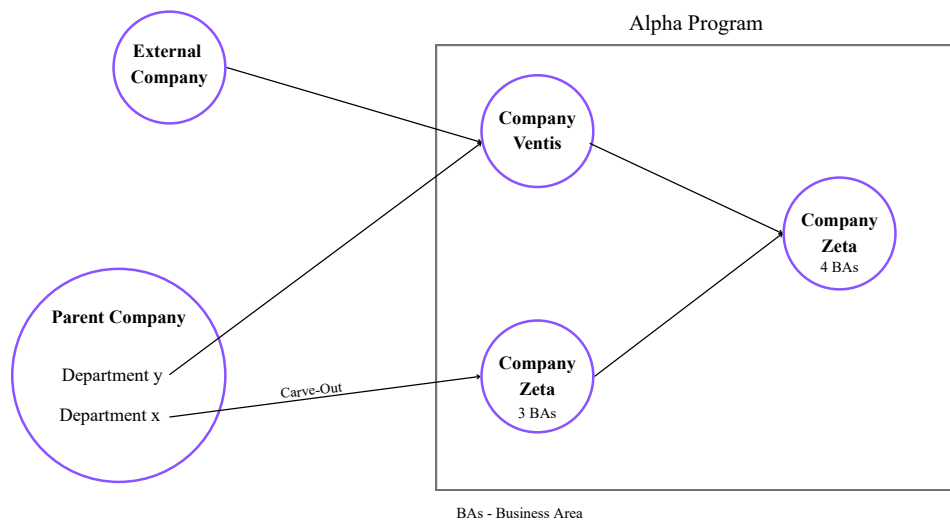 Alpha Program
External
Company
Company
Ventis
Company
Zeta
4 BAs
Parent Company
Department y
Department x
Carve-Out
Company
Zeta
3 BAs
BAs - Business Area